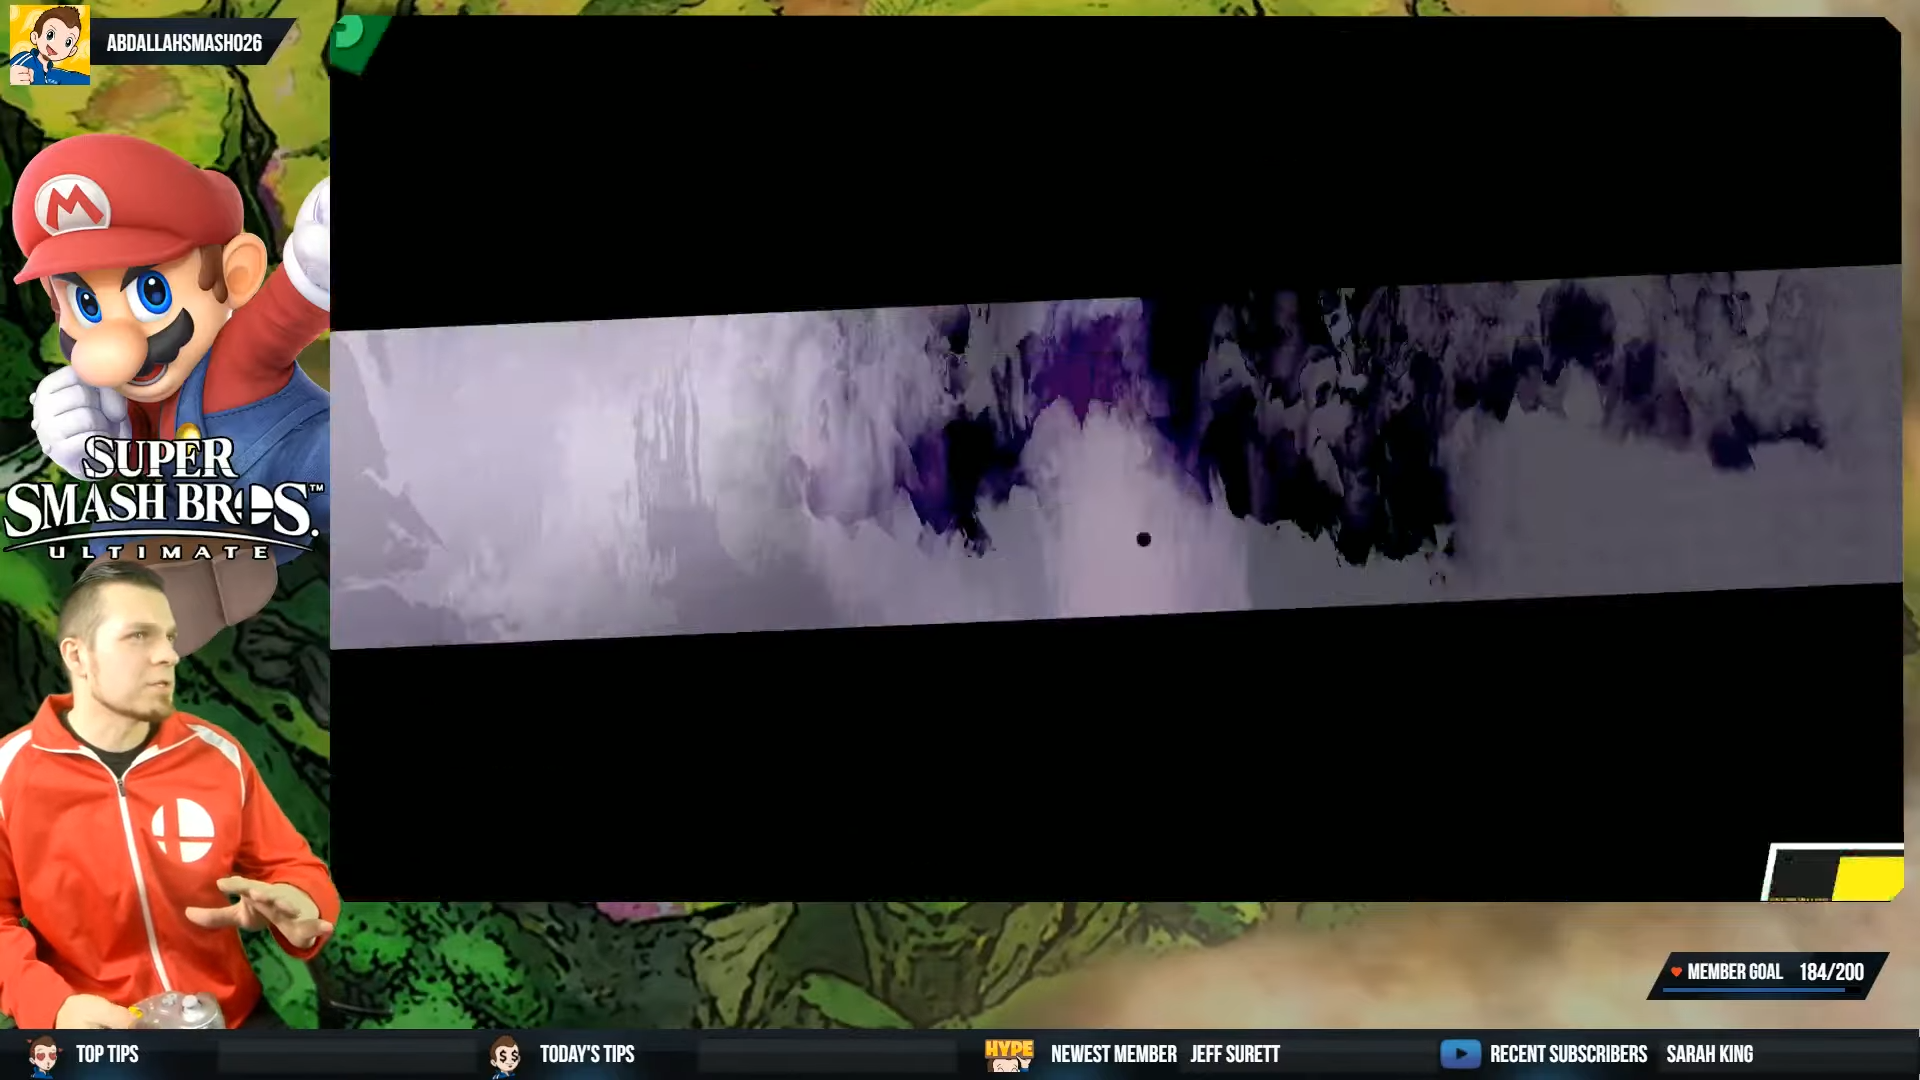 ABDALLAHSMASH026
M
SUPER
SMASH BROS.™
ULTIMATE
MEMBER GOAL 184/200
TOP TIPS
TODAY'S TIPS
HYPE
NEWEST MEMBER JEFF SURETT
RECENT SUBSCRIBERS SARAH KING